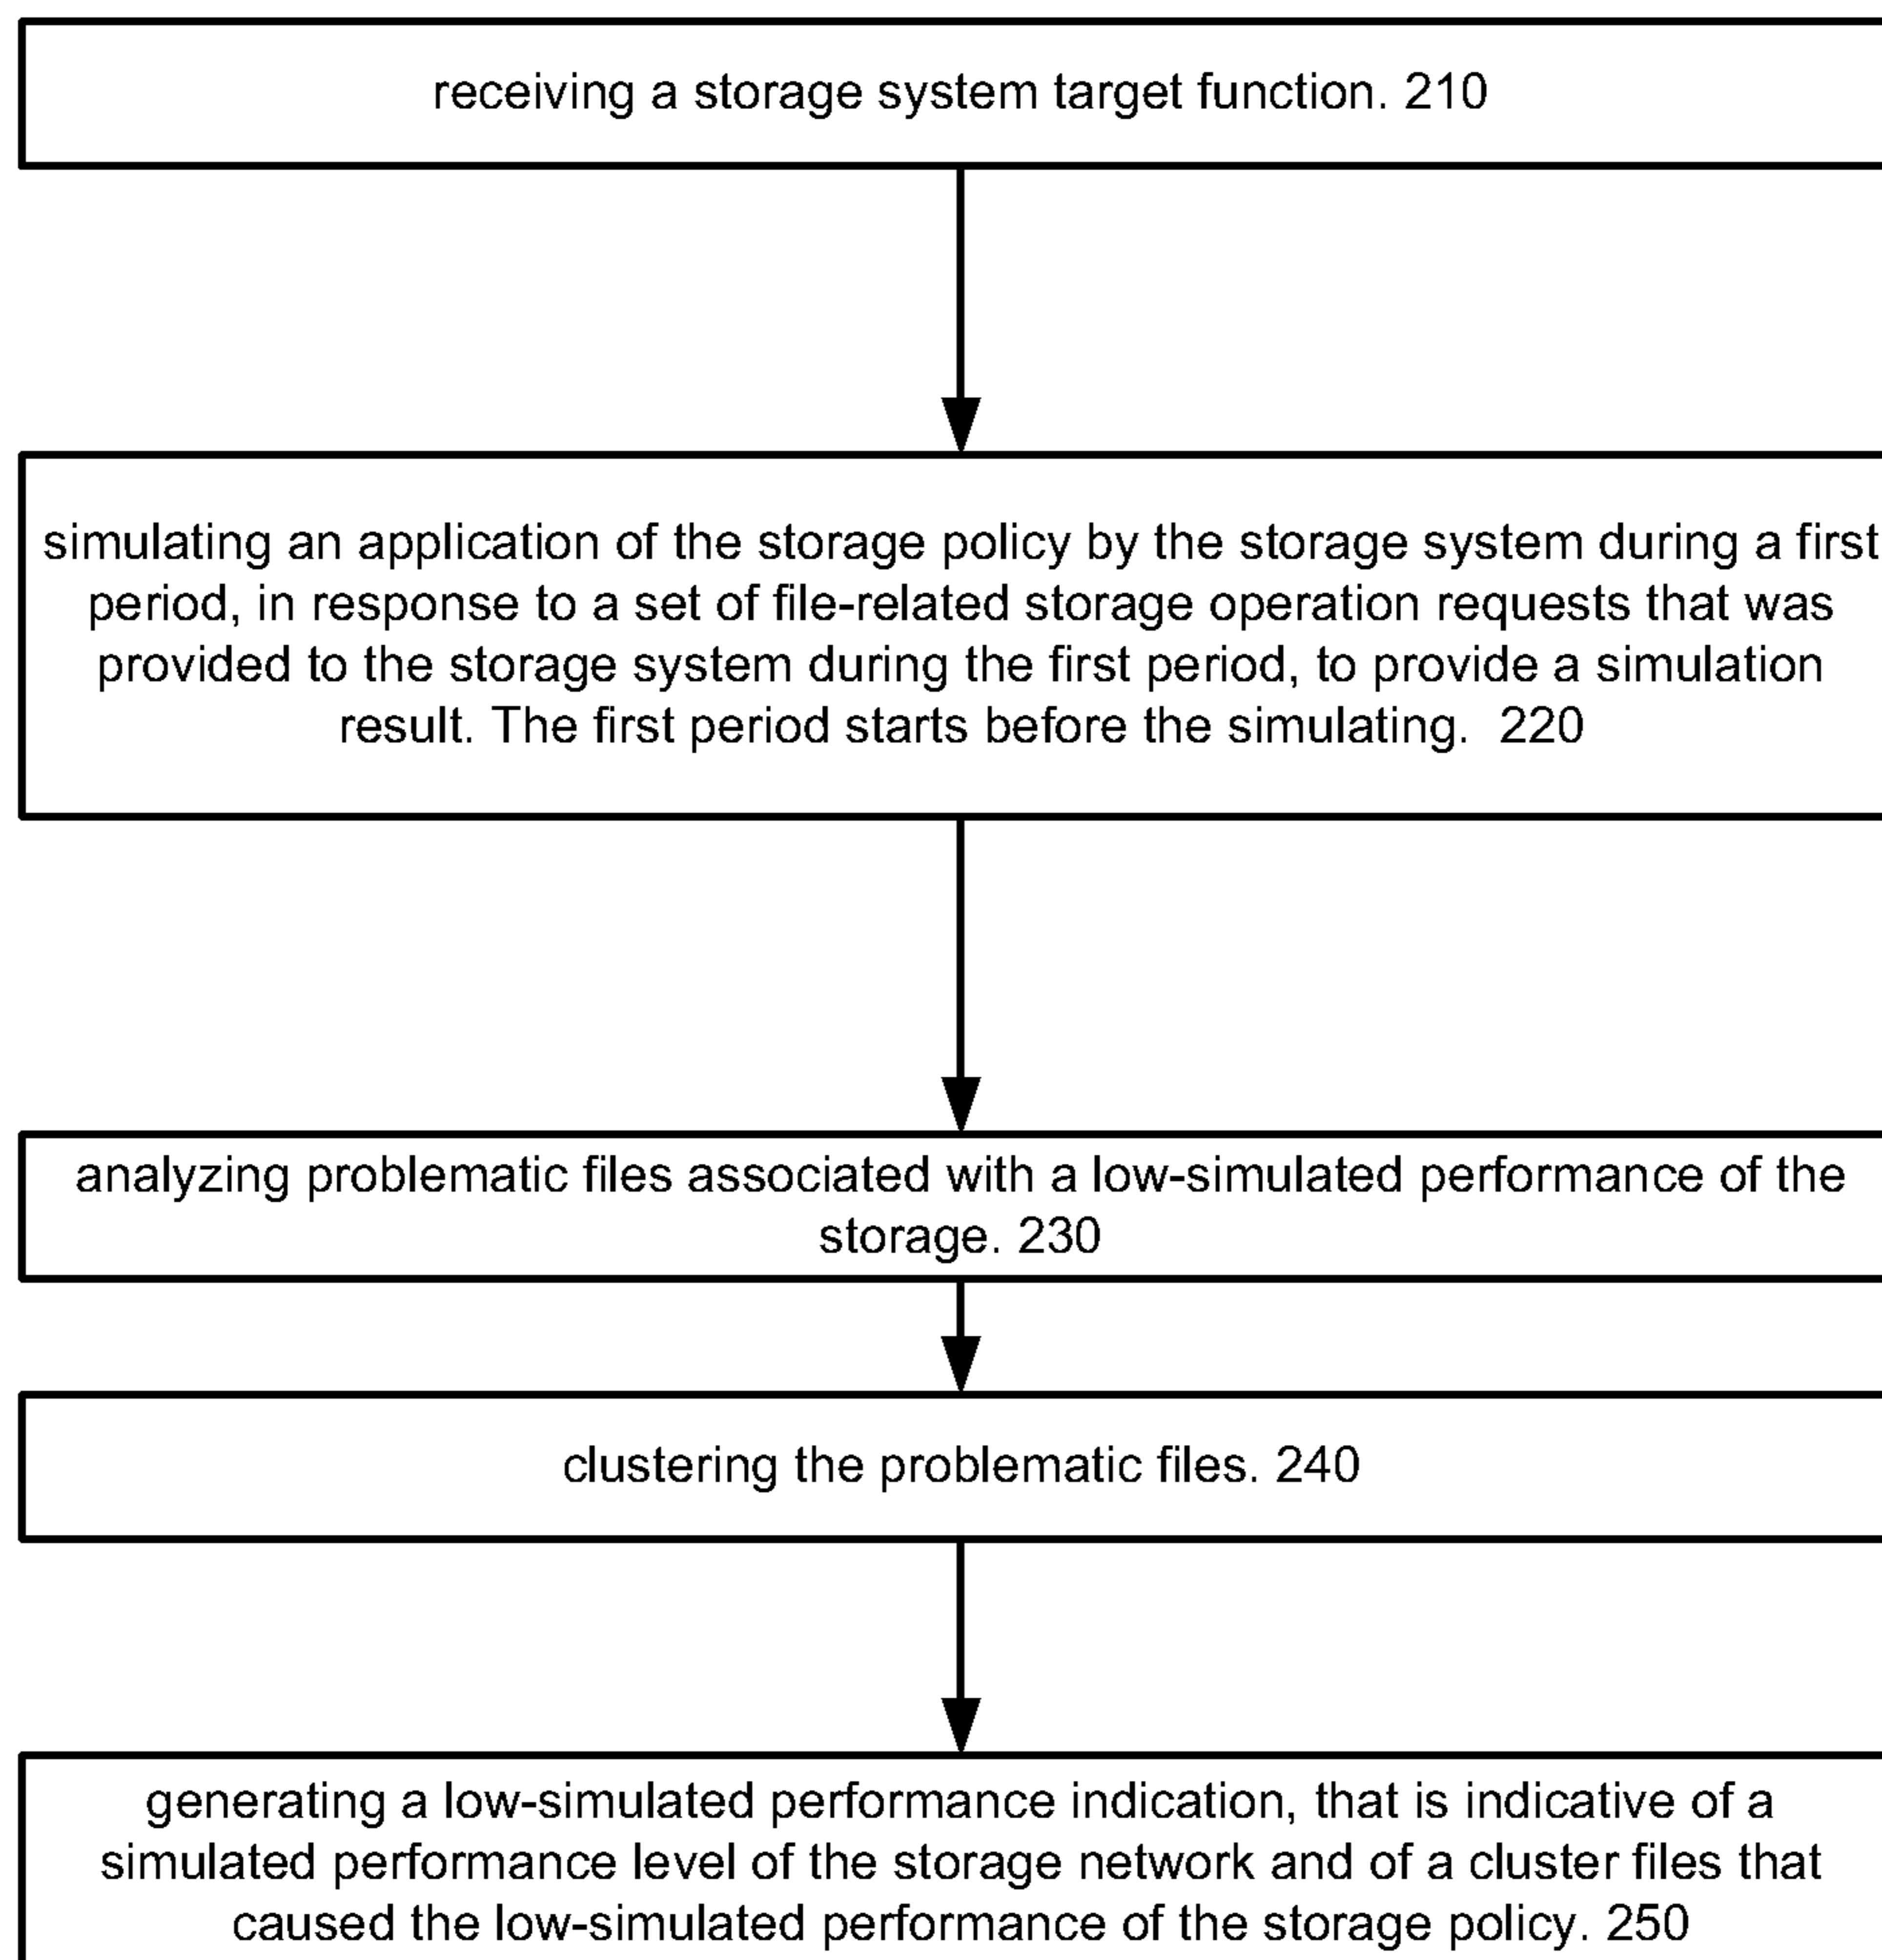 receiving a storage system target function. 210
simulating an application of the storage policy by the storage system during a first
period, in response to a set of file-related storage operation requests that was
provided to the storage system during the first period, to provide a simulation
result. The first period starts before the simulating. 220
analyzing problematic files associated with a low-simulated performance of the
storage. 230
clustering the problematic files. 240
generating a low-simulated performance indication, that is indicative of a
simulated performance level of the storage network and of a cluster files that
caused the low-simulated performance of the storage policy. 250